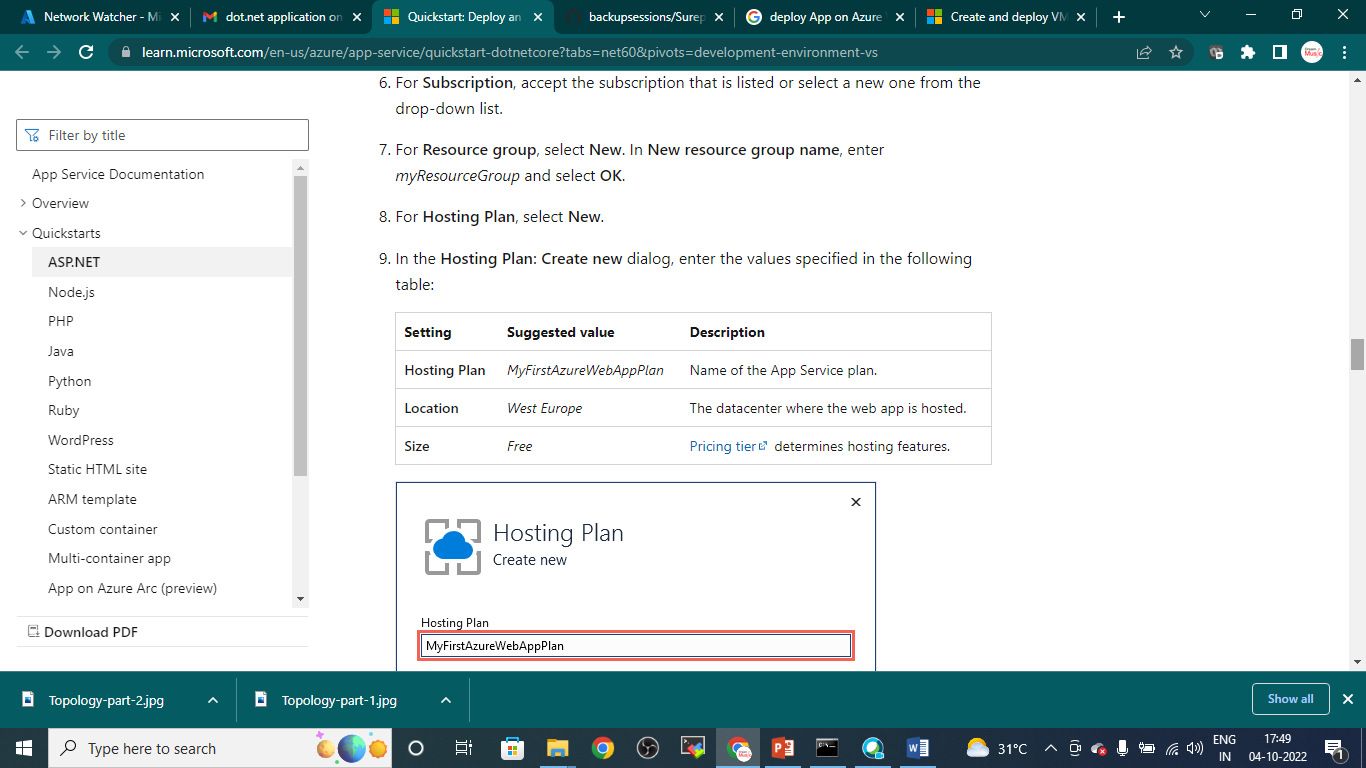 Network Watcher - Mi
dot.net application on
Quickstart: Deploy an
backupsessions/Surep
deploy App on Azure
Create and deploy VM
learn.microsoft.com/en-us/azure/app-service/quickstart-dotnetcore?tabs=net60&pivots=development-environment-vs
Filter by title
App Service Documentation
Overview
Quickstarts
ASP.NET
Node.js
PHP
Java
Python
Ruby
WordPress
Static HTML site
ARM template
Custom container
Multi-container app
App on Azure Arc (preview)
Download PDF
6. For Subscription, accept the subscription that is listed or select a new one from the
drop-down list.
7. For Resource group, select New. In New resource group name, enter
myResourceGroup and select OK.
8. For Hosting Plan, select New.
9. In the Hosting Plan: Create new dialog, enter the values specified in the following
table:
Setting Suggested value Description
Hosting Plan MyFirstAzureWebAppPlan Name of the App Service plan.
Location West Europe The datacenter where the web app is hosted.
Size Free Pricing tier determines hosting features.
Hosting Plan
Create new
Hosting Plan
MyFirstAzureWebAppPlan
Topology-part-2.jpg
Topology-part-1.jpg
Show all
Type here to search
31°C
ENG
IN
17:49
04-10-2022
1